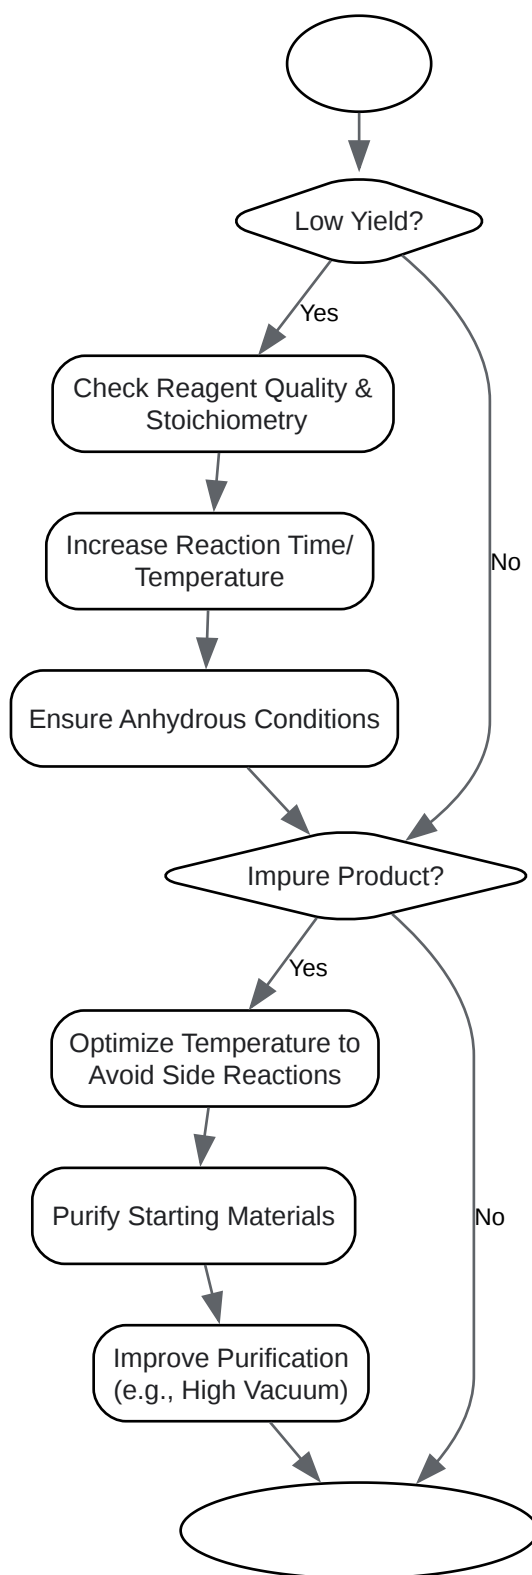 Low Yield?
Yes
Check Reagent Quality &
Stoichiometry
Increase Reaction Time/
Temperature
No
Ensure Anhydrous Conditions
Impure Product?
Yes
Optimize Temperature to
Avoid Side Reactions
Purify Starting Materials
No
Improve Purification
(e.g., High Vacuum)